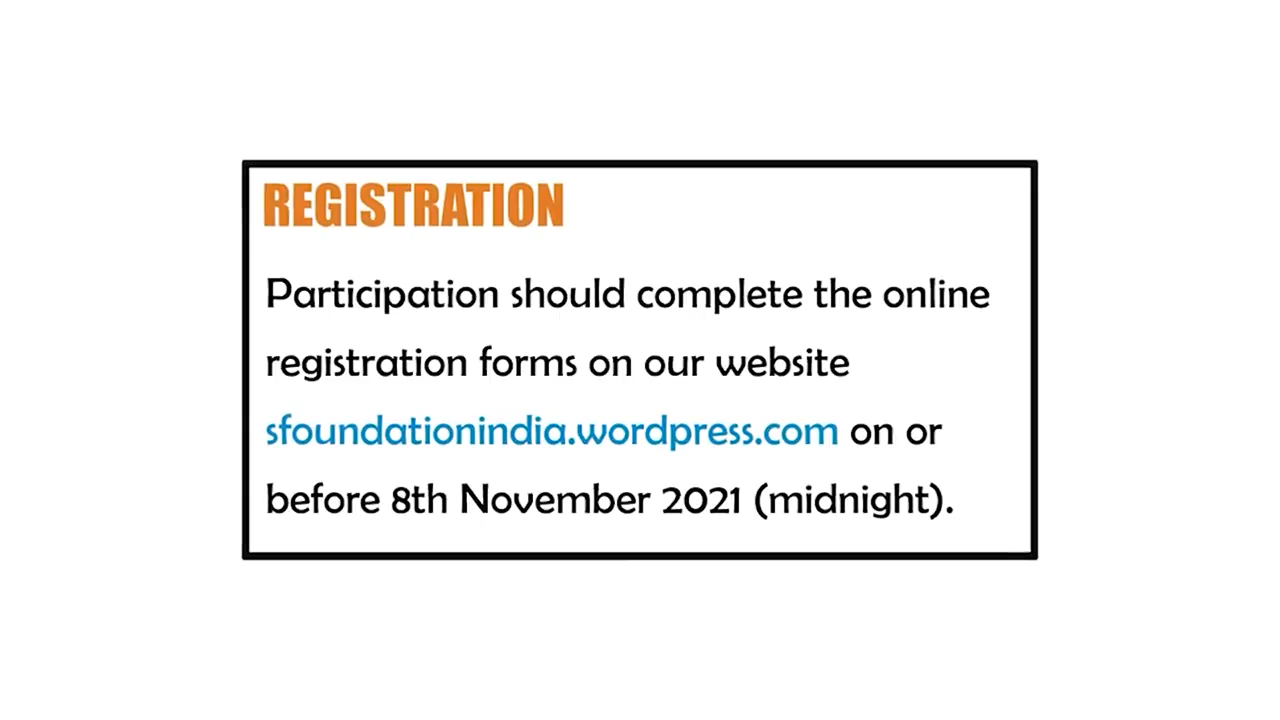 REGISTRATION
Participation should complete the online
registration forms on our website
sfoundationindia.wordpress.com on or
before 8th November 2021 (midnight).